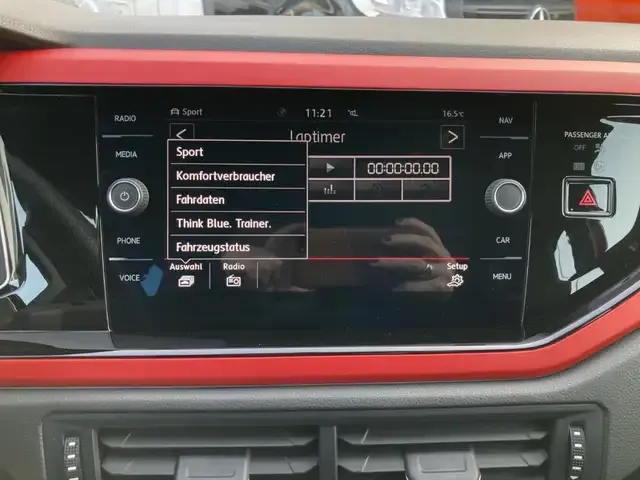 Sport 11:21 16,5°C
RADIO
NAV
< Laptimer >
MEDIA
APP
PHONE
CAR
VOICE
MENU
Sport
Komfortverbraucher
Fahrdaten
Think Blue. Trainer.
Fahrzeugstatus
00:00:00.00
Auswahl Radio Setup
PASSENGER
OFF